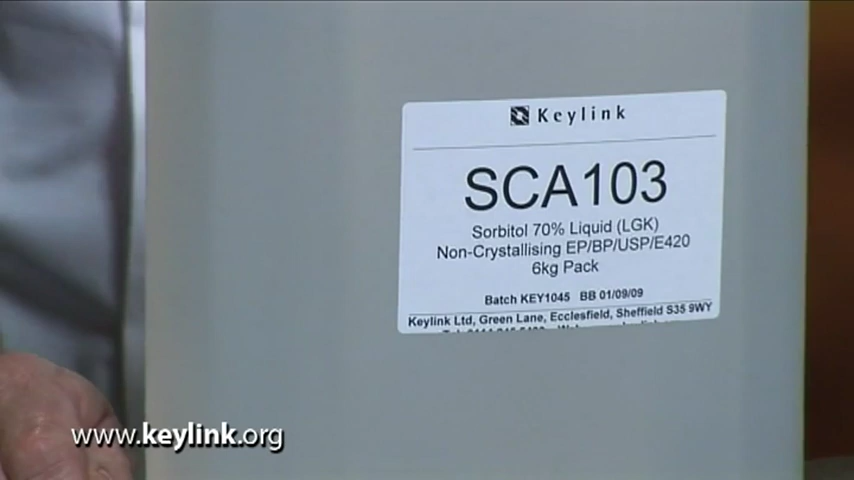 Keylink
SCA103
Sorbitol 70% Liquid (LGK)
Non-Crystallising EP/BP/USP/E420
6kg Pack
Batch KEY1045 BB 01/09/09
Keylink Ltd, Green Lane, Ecclesfield, Sheffield S35 9WY
www.keylink.org